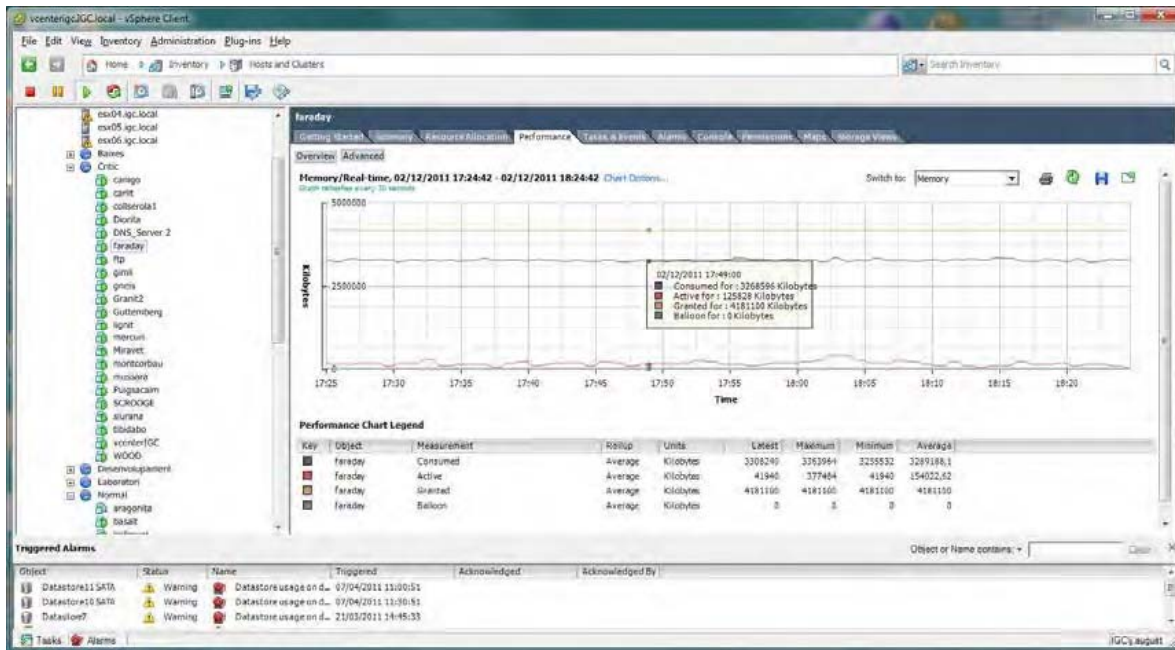 vcenterigc.IGC.local - vSphere Client
File Edit View Inventory Administration Plug-ins Help
Home Inventory Hosts and Clusters
Search Inventory
esx04.igc.local
esx05.igc.local
esx06.igc.local
Baixes
Critic
canigo
carlit
collserola1
Diorita
DNS_Server 2
faraday
ftp
gimli
gneis
Granit2
Guttemberg
lignit
mercuri
Miravet
montcorbau
mussara
Puigsacalm
SCROOGE
siurana
tibidabo
vcenterIGC
WOOD
Desenvolupament
Laboratori
Normal
aragonita
basalt
faraday
Getting Started Summary Resource Allocation Performance Tasks & Events Alarms Console Permissions Maps Storage Views
Overview Advanced
Memory/Real-time, 02/12/2011 17:24:42 - 02/12/2011 18:24:42 Chart Options...
Graph refreshes every 20 seconds
Switch to: Memory
5000000
2500000
0
Kilobytes
02/12/2011 17:49:00
Consumed for : 3268596 Kilobytes
Active for : 125828 Kilobytes
Granted for : 4181100 Kilobytes
Balloon for : 0 Kilobytes
17:25 17:30 17:35 17:40 17:45 17:50 17:55 18:00 18:05 18:10 18:15 18:20
Time
Performance Chart Legend
Key Object Measurement Rollup Units Latest Maximum Minimum Average
faraday Consumed Average Kilobytes 3308240 3363964 3255532 3289188,1
faraday Active Average Kilobytes 41940 377484 41940 154022,62
faraday Granted Average Kilobytes 4181100 4181100 4181100 4181100
faraday Balloon Average Kilobytes 0 0 0 0
Triggered Alarms
Object or Name contains: Clear
Object Status Name Triggered Acknowledged Acknowledged By
Datastore11 SATA Warning Datastore usage on d... 07/04/2011 11:00:51
Datastore10 SATA Warning Datastore usage on d... 07/04/2011 11:30:51
Datastore7 Warning Datastore usage on d... 21/03/2011 14:45:33
Tasks Alarms
IGC\j.august